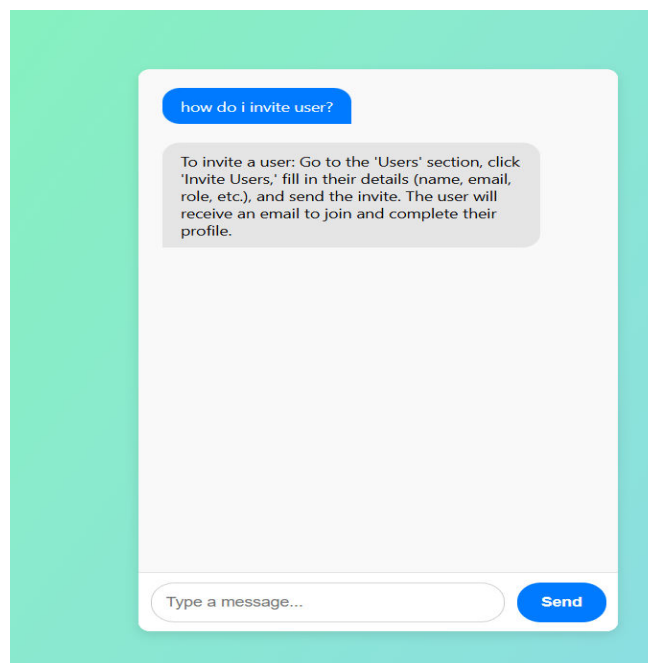 how do i invite user?
To invite a user: Go to the 'Users' section, click
'Invite Users,' fill in their details (name, email,
role, etc.), and send the invite. The user will
receive an email to join and complete their
profile.
Type a message...
Send